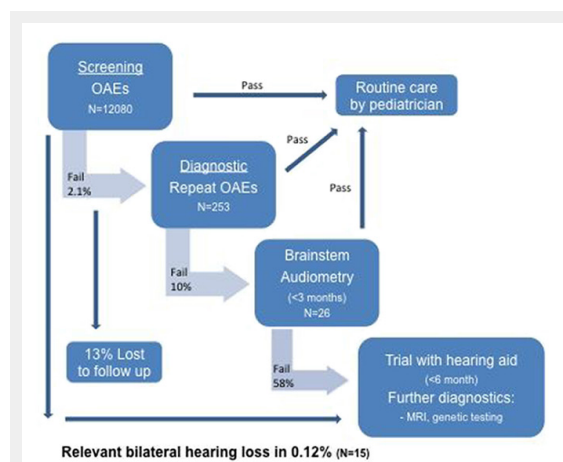 Screening
OAEs
N=12080
Pass
Routine care
by pediatrician
Fail
2.1%
Diagnostic
Repeat OAEs
N=253
Pass
Pass
Fail
10%
Brainstem
Audiometry
(<3 months)
N=26
13% Lost
to follow up
Fail
58%
Trial with hearing aid
(<6 month)
Further diagnostics:
- MRI, genetic testing
Relevant bilateral hearing loss in 0.12% (N=15)